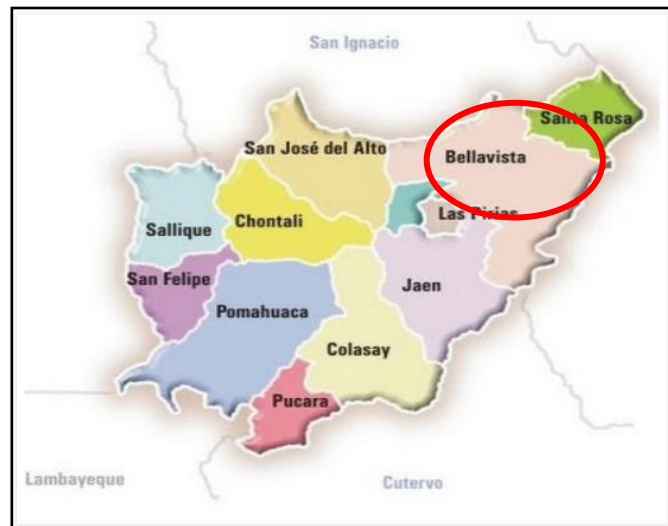 San Ignacio
Santa Rosa
San José del Alto
Bellavista
Las Pirias
Chontali
Sallique
San Felipe
Jaen
Pomahuaca
Colasay
Pucara
Lambayeque
Cutervo